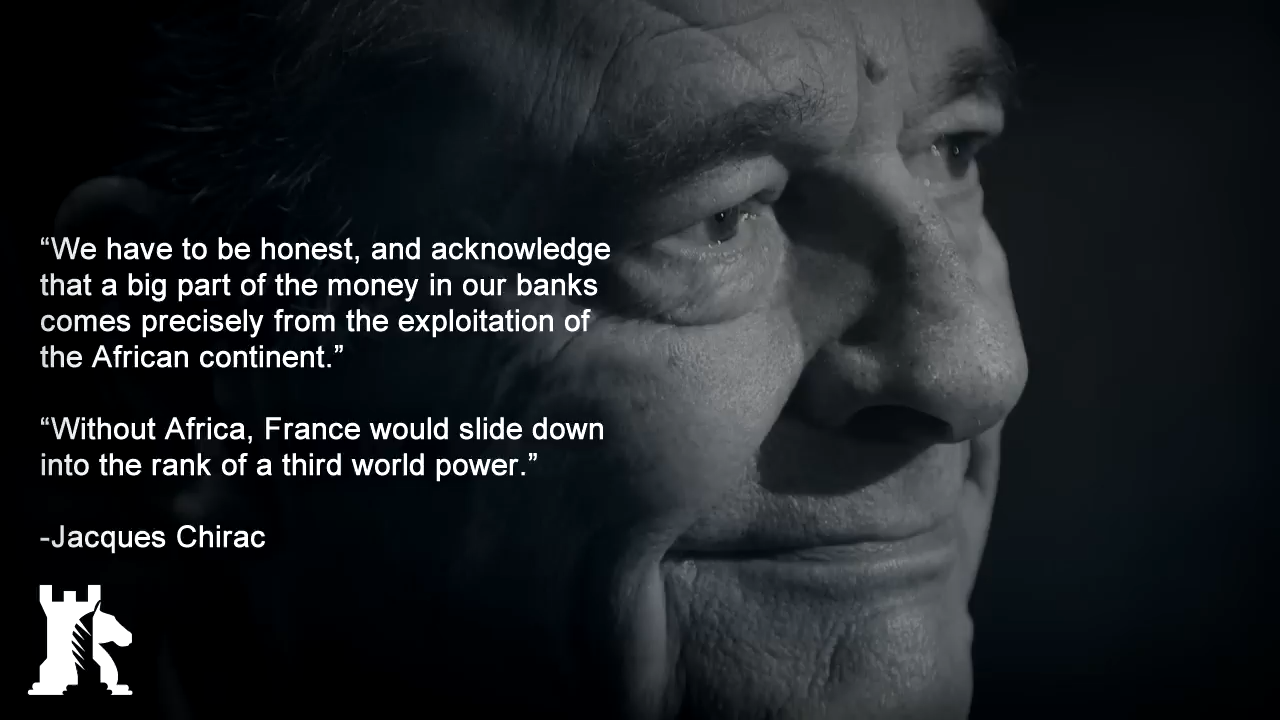 “We have to be honest, and acknowledge
that a big part of the money in our banks
comes precisely from the exploitation of
the African continent.”
“Without Africa, France would slide down
into the rank of a third world power.”
-Jacques Chirac